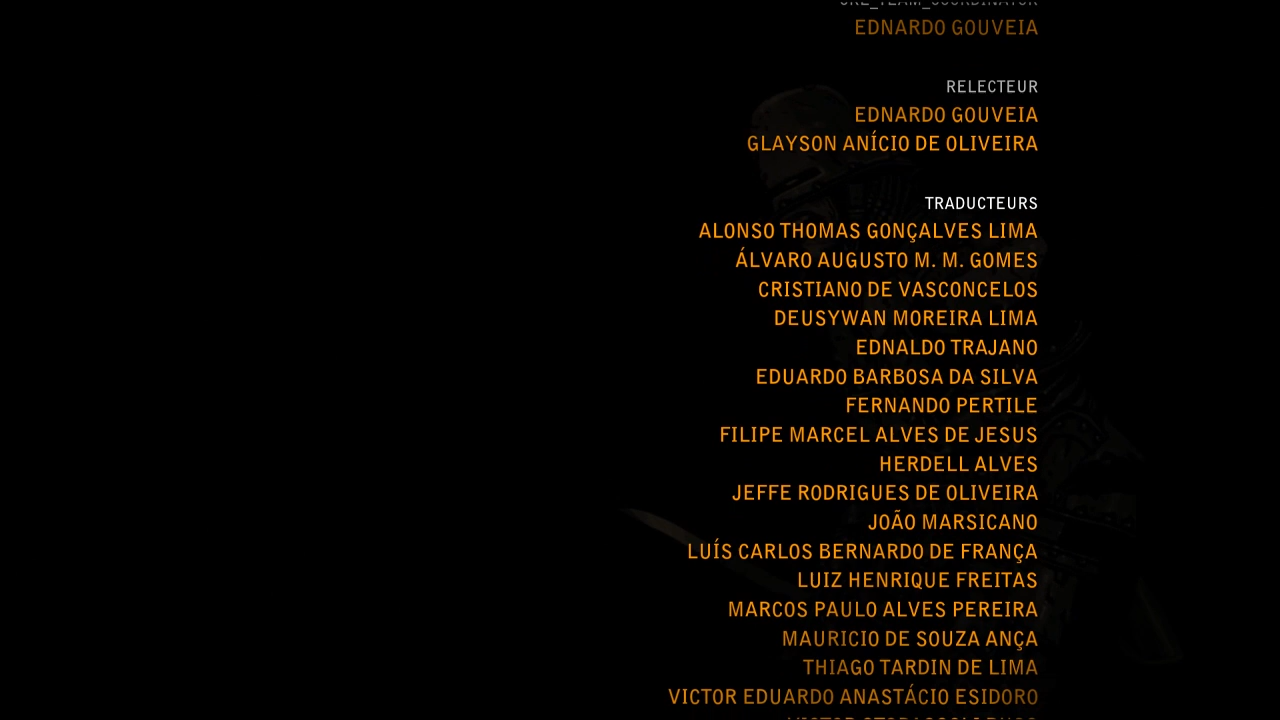 EDNARDO GOUVEIA
RELECTEUR
EDNARDO GOUVEIA
GLAYSON ANÍCIO DE OLIVEIRA
TRADUCTEURS
ALONSO THOMAS GONÇALVES LIMA
ÁLVARO AUGUSTO M. M. GOMES
CRISTIANO DE VASCONCELOS
DEUSYWAN MOREIRA LIMA
EDNALDO TRAJANO
EDUARDO BARBOSA DA SILVA
FERNANDO PERTILE
FILIPE MARCEL ALVES DE JESUS
HERDELL ALVES
JEFFE RODRIGUES DE OLIVEIRA
JOÃO MARSICANO
LUÍS CARLOS BERNARDO DE FRANÇA
LUIZ HENRIQUE FREITAS
MARCOS PAULO ALVES PEREIRA
MAURICIO DE SOUZA ANÇA
THIAGO TARDIN DE LIMA
VICTOR EDUARDO ANASTÁCIO ESIDORO